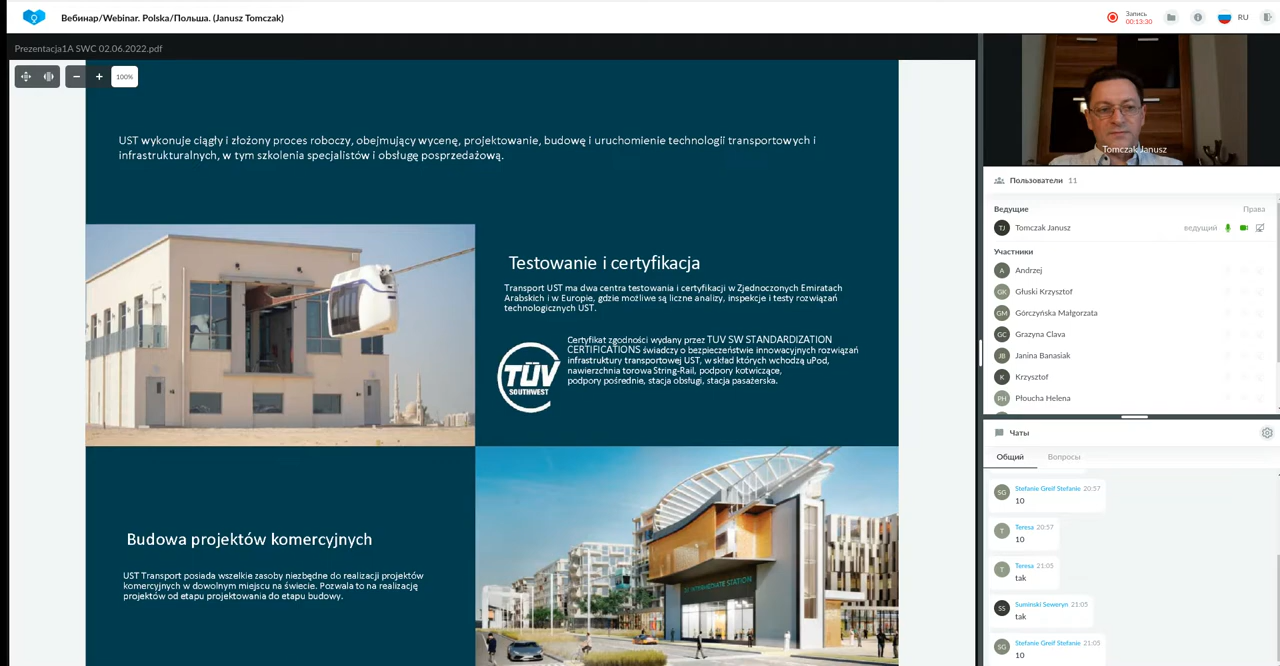 Вебинар/Webinar. Polska/Польша. (Janusz Tomczak)
Запись
00:13:30
RU
Prezentacja1A SWC 02.06.2022.pdf
100%
UST wykonuje ciągły i złożony proces roboczy, obejmujący wycenę, projektowanie, budowę i uruchomienie technologii transportowych i
infrastrukturalnych, w tym szkolenia specjalistów i obsługę posprzedażową.
Testowanie i certyfikacja
Transport UST ma dwa centra testowania i certyfikacji w Zjednoczonych Emiratach
Arabskich i w Europie, gdzie możliwe są liczne analizy, inspekcje i testy rozwiązań
technologicznych UST.
TÜV
SOUTHWEST
Certyfikat zgodności wydany przez TUV SW STANDARDIZATION
CERTIFICATIONS świadczy o bezpieczeństwie innowacyjnych rozwiązań
infrastruktury transportowej UST, w skład których wchodzą uPod,
nawierzchnia torowa String-Rail, podpory kotwiczące,
podpory pośrednie, stacja obsługi, stacja pasażerska.
Budowa projektów komercyjnych
UST Transport posiada wszelkie zasoby niezbędne do realizacji projektów
komercyjnych w dowolnym miejscu na świecie. Pozwala to na realizację
projektów od etapu projektowania do etapu budowy.
INTERMEDIATE STATION
Tomczak Janusz
Пользователи 11
Ведущие Права
TJ Tomczak Janusz ведущий
Участники
A Andrzej
GK Głuski Krzysztof
GM Górczyńska Małgorzata
GC Grazyna Clava
JB Janina Banasiak
K Krzysztof
PH Płoucha Helena
Чаты
Общий Вопросы
SG Stefanie Greif Stefanie 20:57
10
T Teresa 20:57
10
T Teresa 21:05
tak
SS Sumiński Seweryn 21:05
tak
SG Stefanie Greif Stefanie 21:05
10